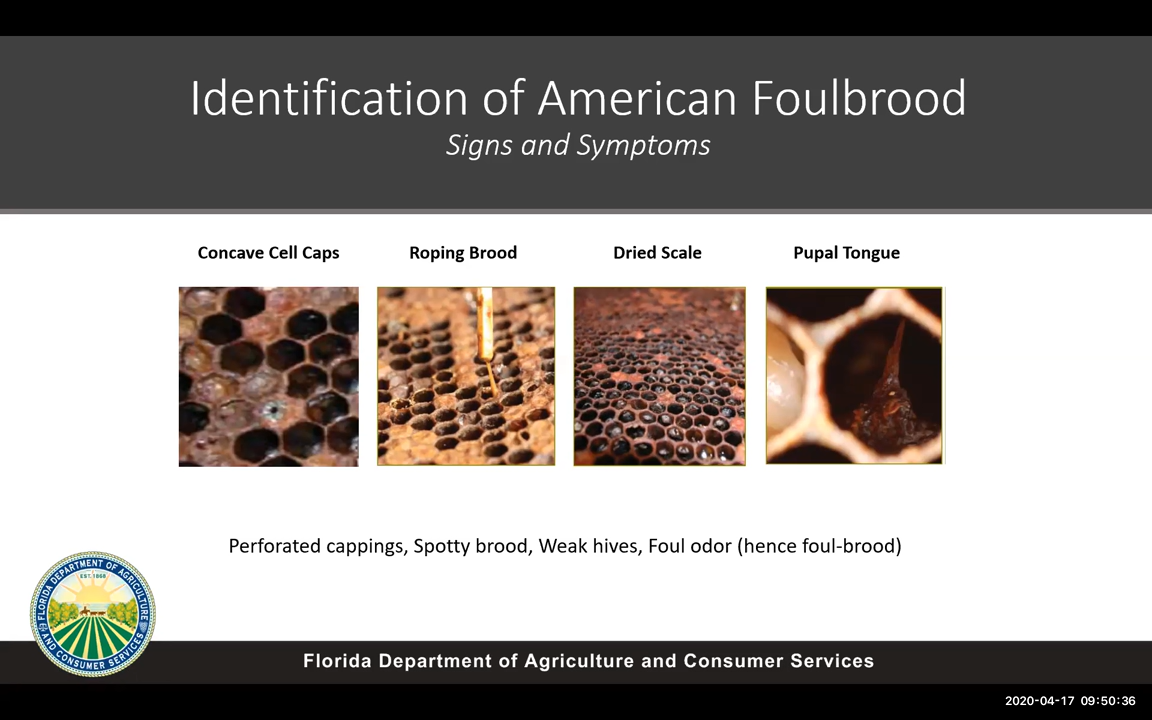 Identification of American Foulbrood
Signs and Symptoms
Concave Cell Caps
Roping Brood
Dried Scale
Pupal Tongue
Perforated cappings, Spotty brood, Weak hives, Foul odor (hence foul-brood)
FLORIDA DEPARTMENT OF AGRICULTURE
EST. 1868
AND CONSUMER SERVICES
Florida Department of Agriculture and Consumer Services
2020-04-17 09:50:36